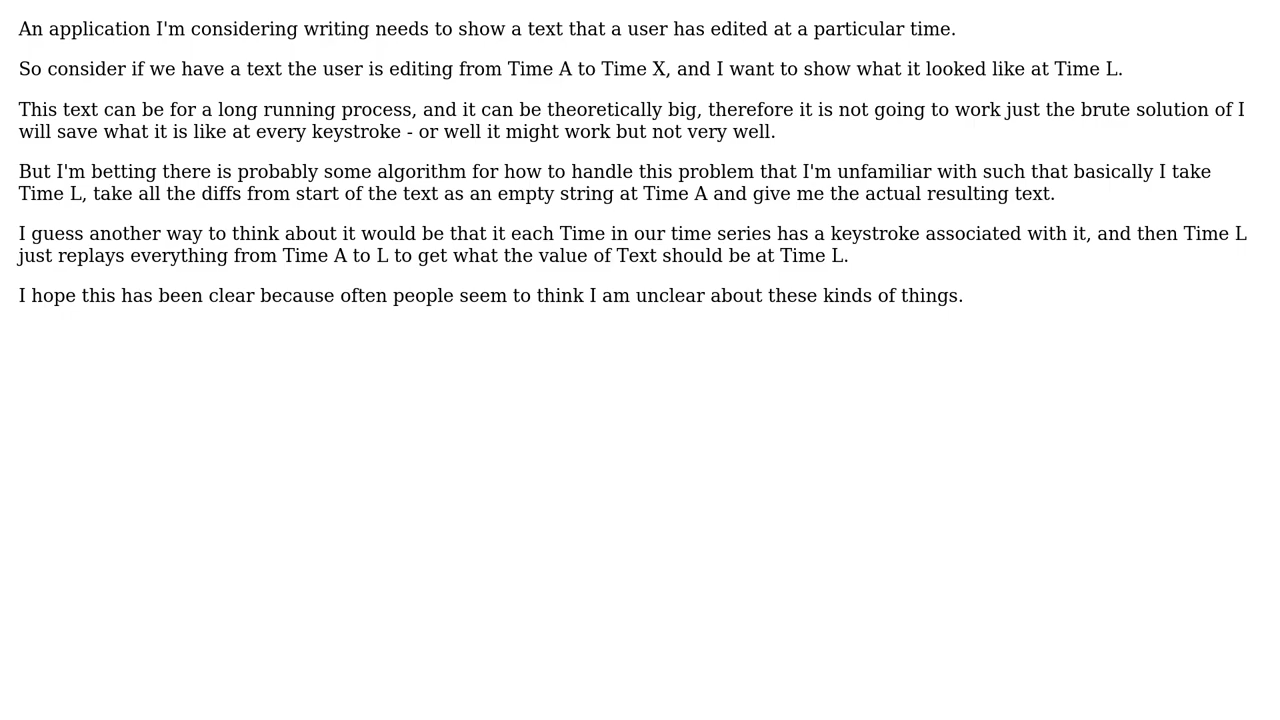 An application I'm considering writing needs to show a text that a user has edited at a particular time.
So consider if we have a text the user is editing from Time A to Time X, and I want to show what it looked like at Time L.
This text can be for a long running process, and it can be theoretically big, therefore it is not going to work just the brute solution of I
will save what it is like at every keystroke - or well it might work but not very well.
But I'm betting there is probably some algorithm for how to handle this problem that I'm unfamiliar with such that basically I take
Time L, take all the diffs from start of the text as an empty string at Time A and give me the actual resulting text.
I guess another way to think about it would be that it each Time in our time series has a keystroke associated with it, and then Time L
just replays everything from Time A to L to get what the value of Text should be at Time L.
I hope this has been clear because often people seem to think I am unclear about these kinds of things.